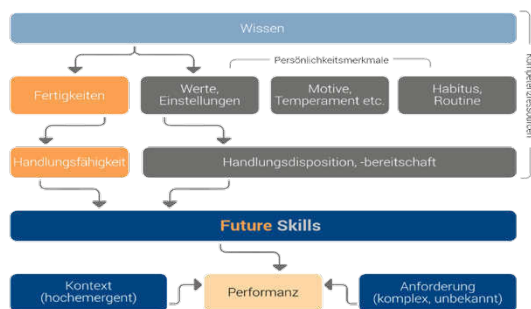 Wissen
Persönlichkeitsmerkmale
Fertigkeiten
Werte,
Einstellungen
Motive,
Temperament etc.
Habitus,
Routine
Kompetenzressourcen
Handlungsfähigkeit
Handlungsdisposition, -bereitschaft
Future Skills
Kontext
(hochemergent)
Performanz
Anforderung
(komplex, unbekannt)